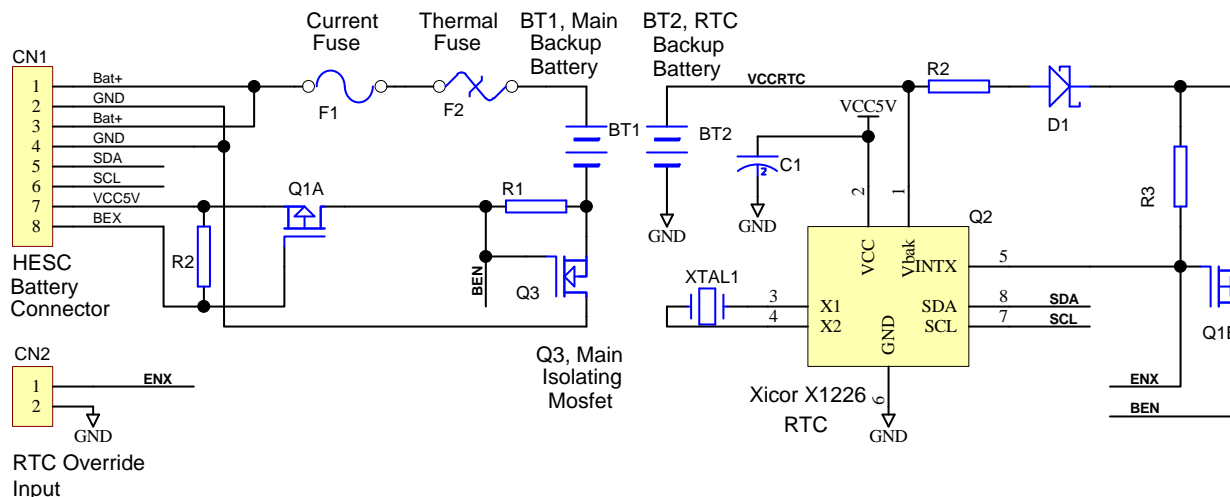 Current
Fuse
Thermal
Fuse
BT1, Main
Backup
Battery
BT2, RTC
Backup
Battery
CN1
1
2
3
4
5
6
7
8
Bat+
GND
Bat+
GND
SDA
SCL
VCC5V
BEX
HESC
Battery
Connector
F1
F2
BT1
BT2
VCCRTC
VCC5V
R2
D1
C1
2
GND
GND
R3
Q1A
R1
R2
BEN
Q3
Q3, Main
Isolating
Mosfet
XTAL1
3
4
2
1
Q2
VCC
Vbak
INTX
X1
X2
SDA
SCL
GND
5
8
7
6
SDA
SCL
Q1B
ENX
BEN
Xicor X1226
RTC
GND
CN2
1
2
ENX
GND
RTC Override
Input